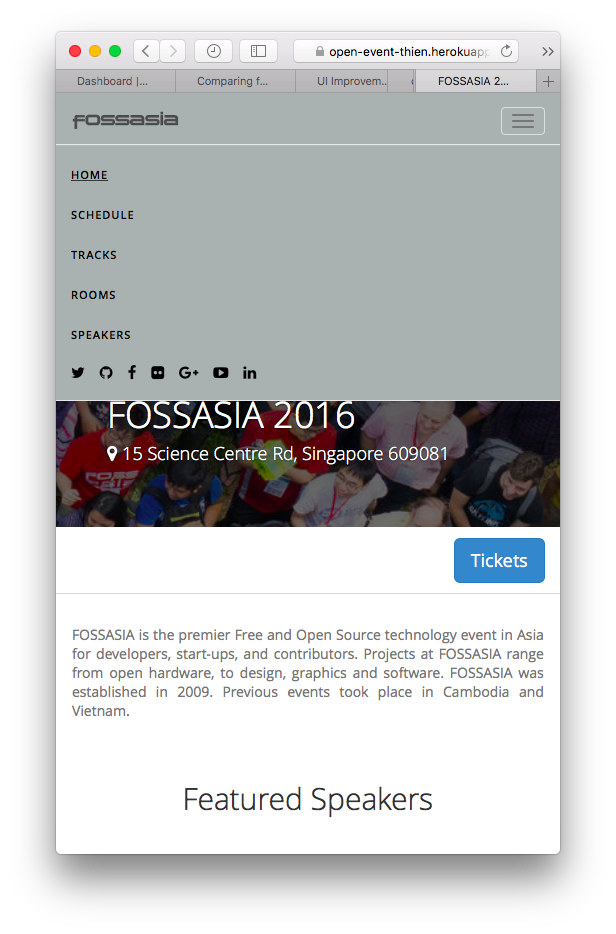 open-event-thien.herokuapp
Dashboard |...
Comparing f...
UI Improvem...
FOSSASIA 2...
fossasia
HOME
SCHEDULE
TRACKS
ROOMS
SPEAKERS
FOSSASIA 2016
15 Science Centre Rd, Singapore 609081
Tickets
FOSSASIA is the premier Free and Open Source technology event in Asia
for developers, start-ups, and contributors. Projects at FOSSASIA range
from open hardware, to design, graphics and software. FOSSASIA was
established in 2009. Previous events took place in Cambodia and
Vietnam.
Featured Speakers